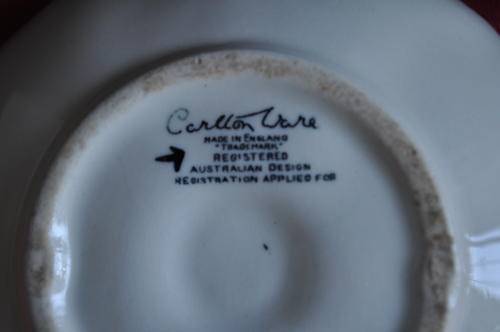 Carlton Ware
MADE IN ENGLAND
"TRADEMARK"
REGISTERED
AUSTRALIAN DESIGN
REGISTRATION APPLIED FOR